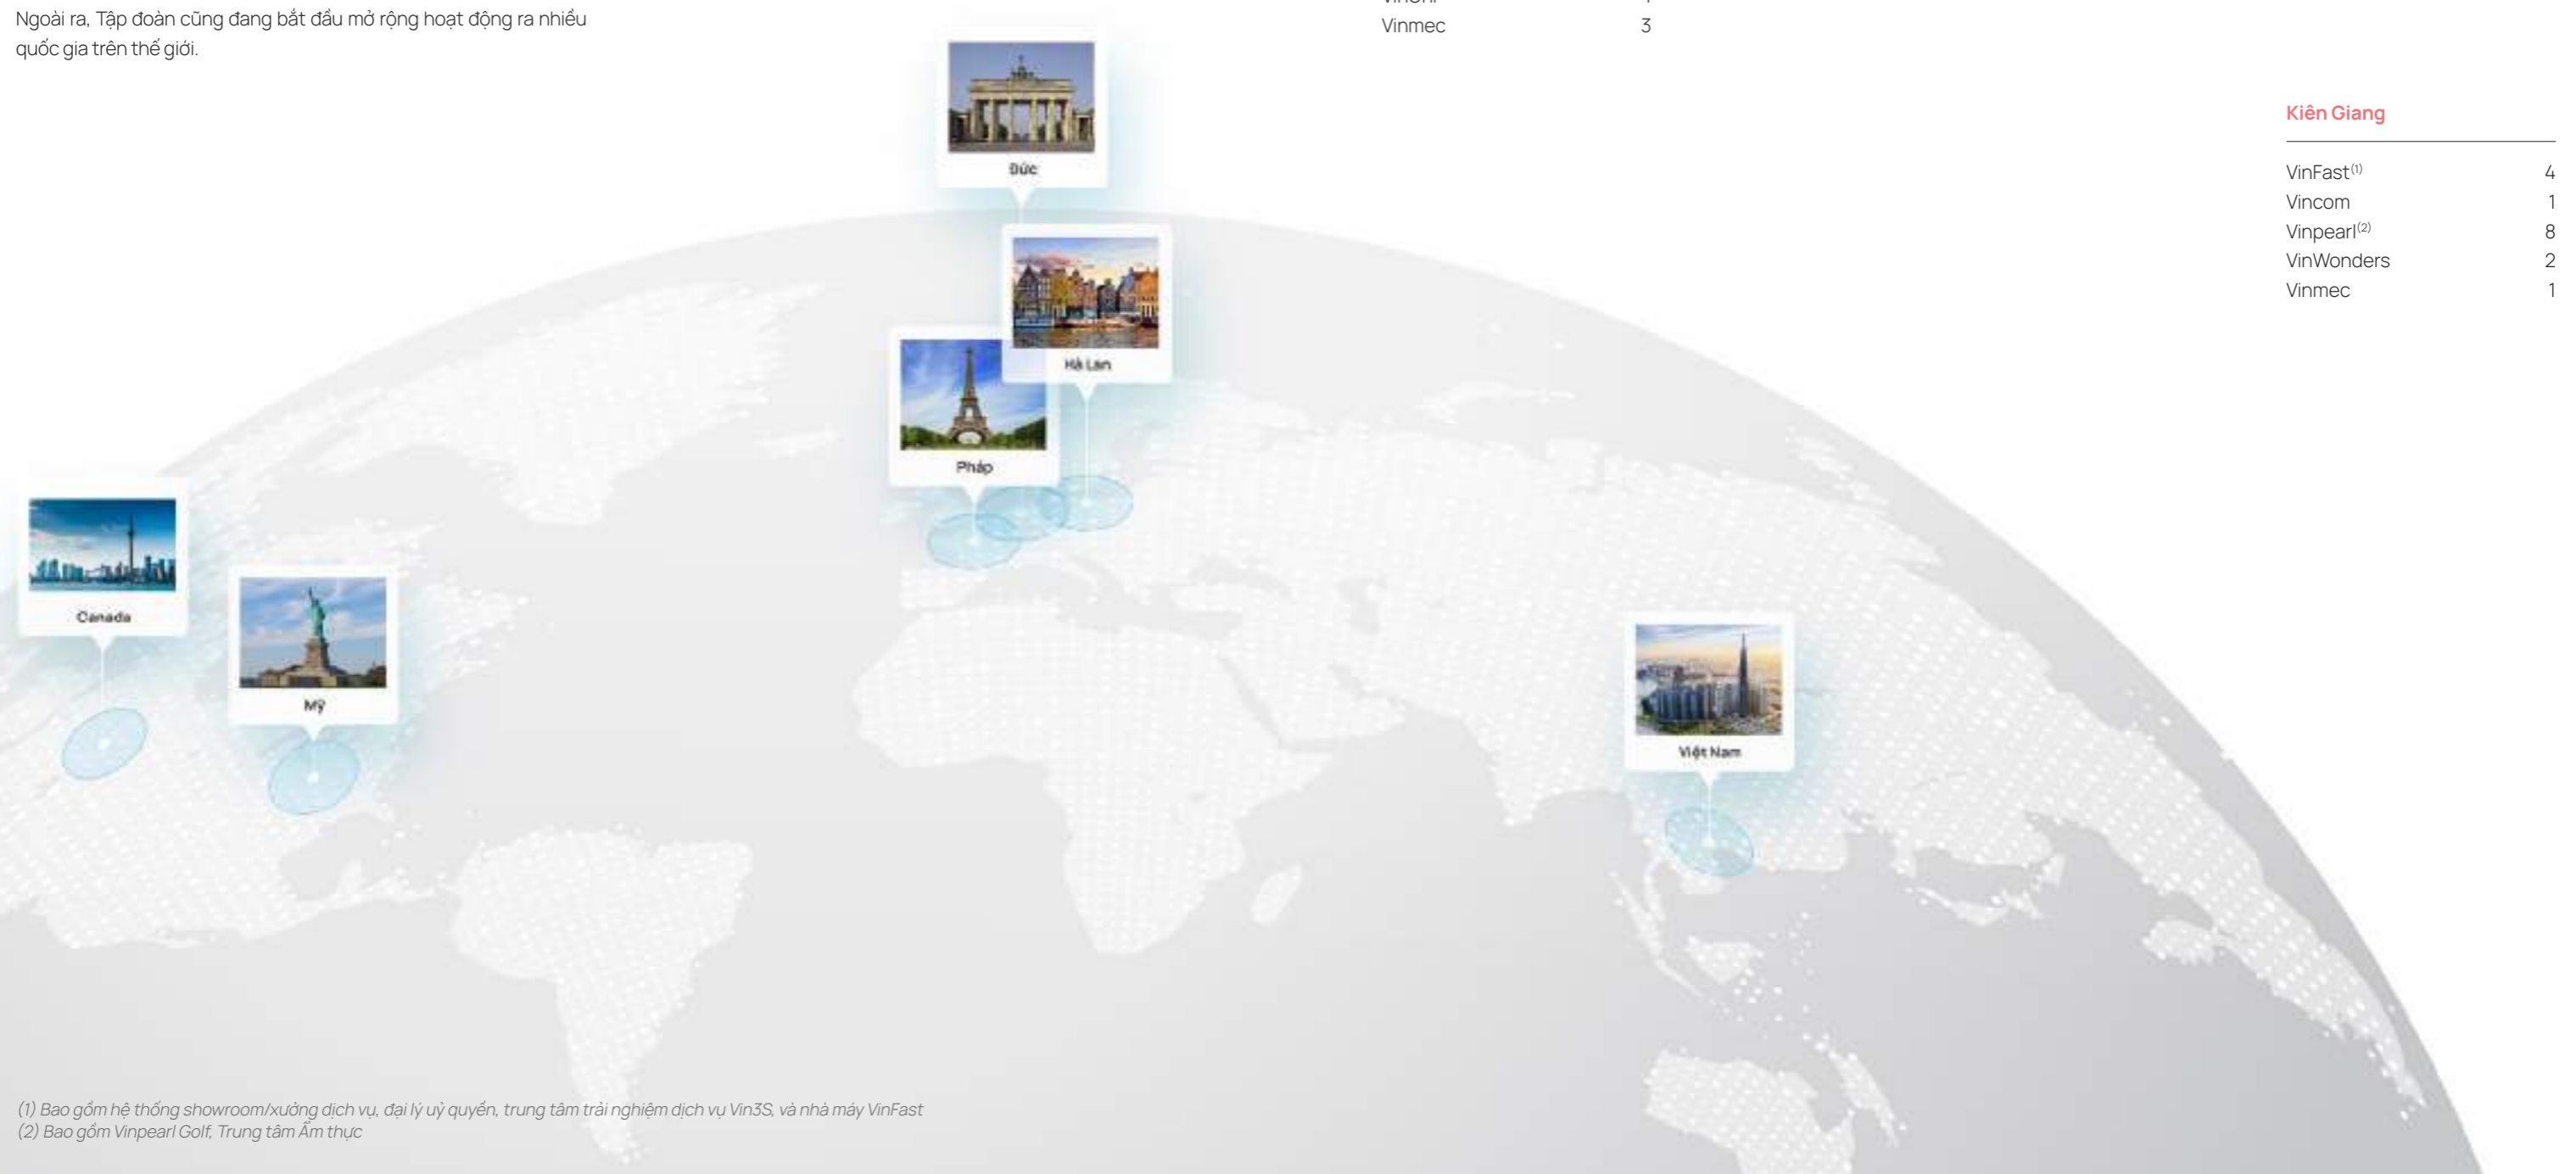 Ngoài ra, Tập đoàn cũng đang bắt đầu mở rộng hoạt động ra nhiều
quốc gia trên thế giới.
Vinmec 3
Kiên Giang
VinFast(1) 4
Vincom 1
Vinpearl(2) 8
VinWonders 2
Vinmec 1
Đức
Hà Lan
Pháp
Canada
Mỹ
Việt Nam
(1) Bao gồm hệ thống showroom/xưởng dịch vụ, đại lý uỷ quyền, trung tâm trải nghiệm dịch vụ Vin3S, và nhà máy VinFast
(2) Bao gồm Vinpearl Golf, Trung tâm Ẩm thực